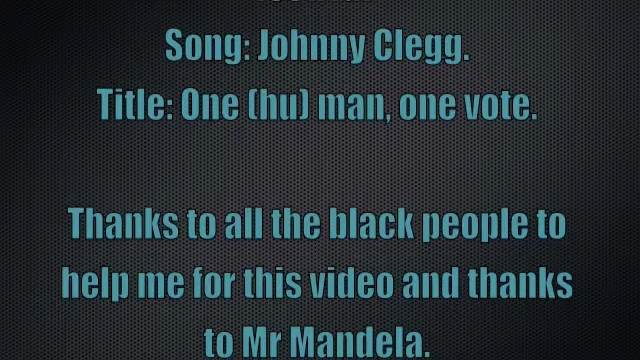 Song: Johnny Clegg.
Title: One (hu) man, one vote.
Thanks to all the black people to
help me for this video and thanks
to Mr Mandela.